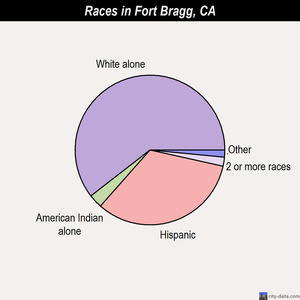 Races in Fort Bragg, CA
White alone
Other
2 or more races
American Indian
alone
Hispanic
city-data.com